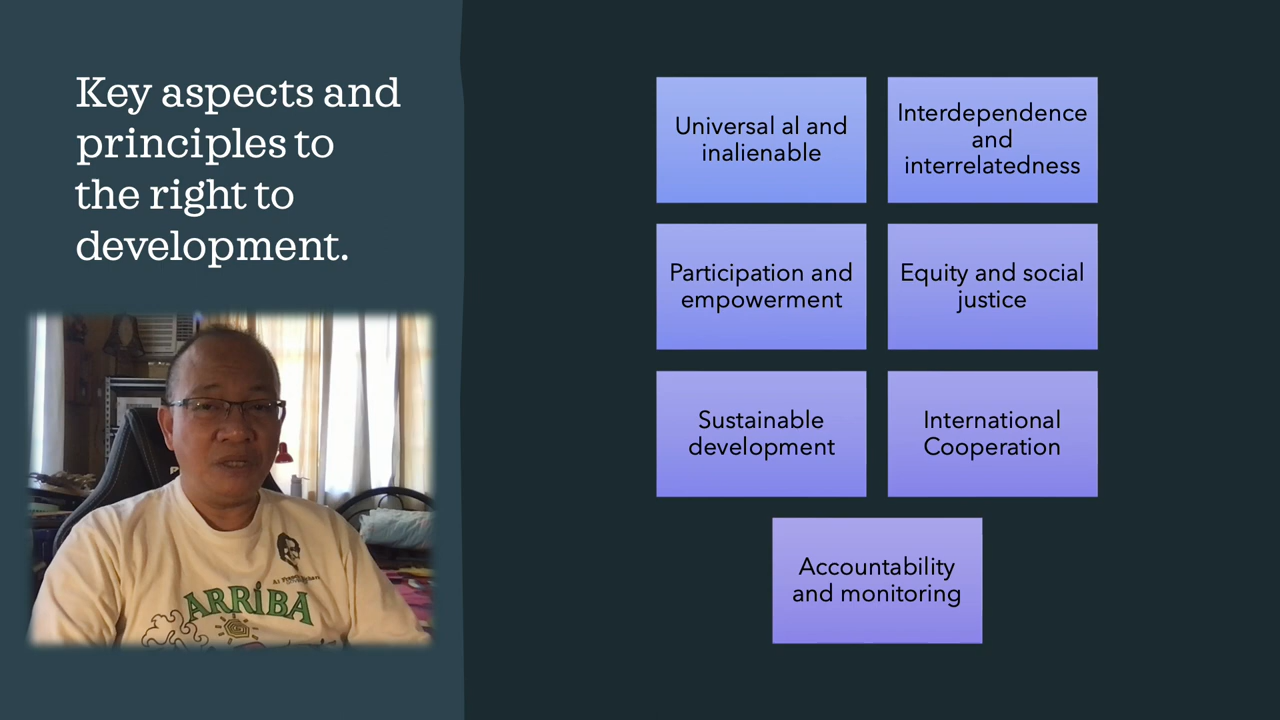 Key aspects and
principles to
the right to
development.
Universal al and
inalienable
Interdependence
and
interrelatedness
Participation and
empowerment
Equity and social
justice
Sustainable
development
International
Cooperation
Accountability
and monitoring
ARRIBA